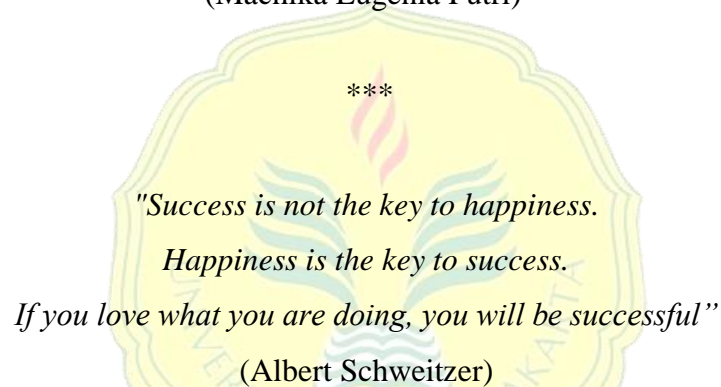 ***
"Success is not the key to happiness.
Happiness is the key to success.
If you love what you are doing, you will be successful”
(Albert Schweitzer)